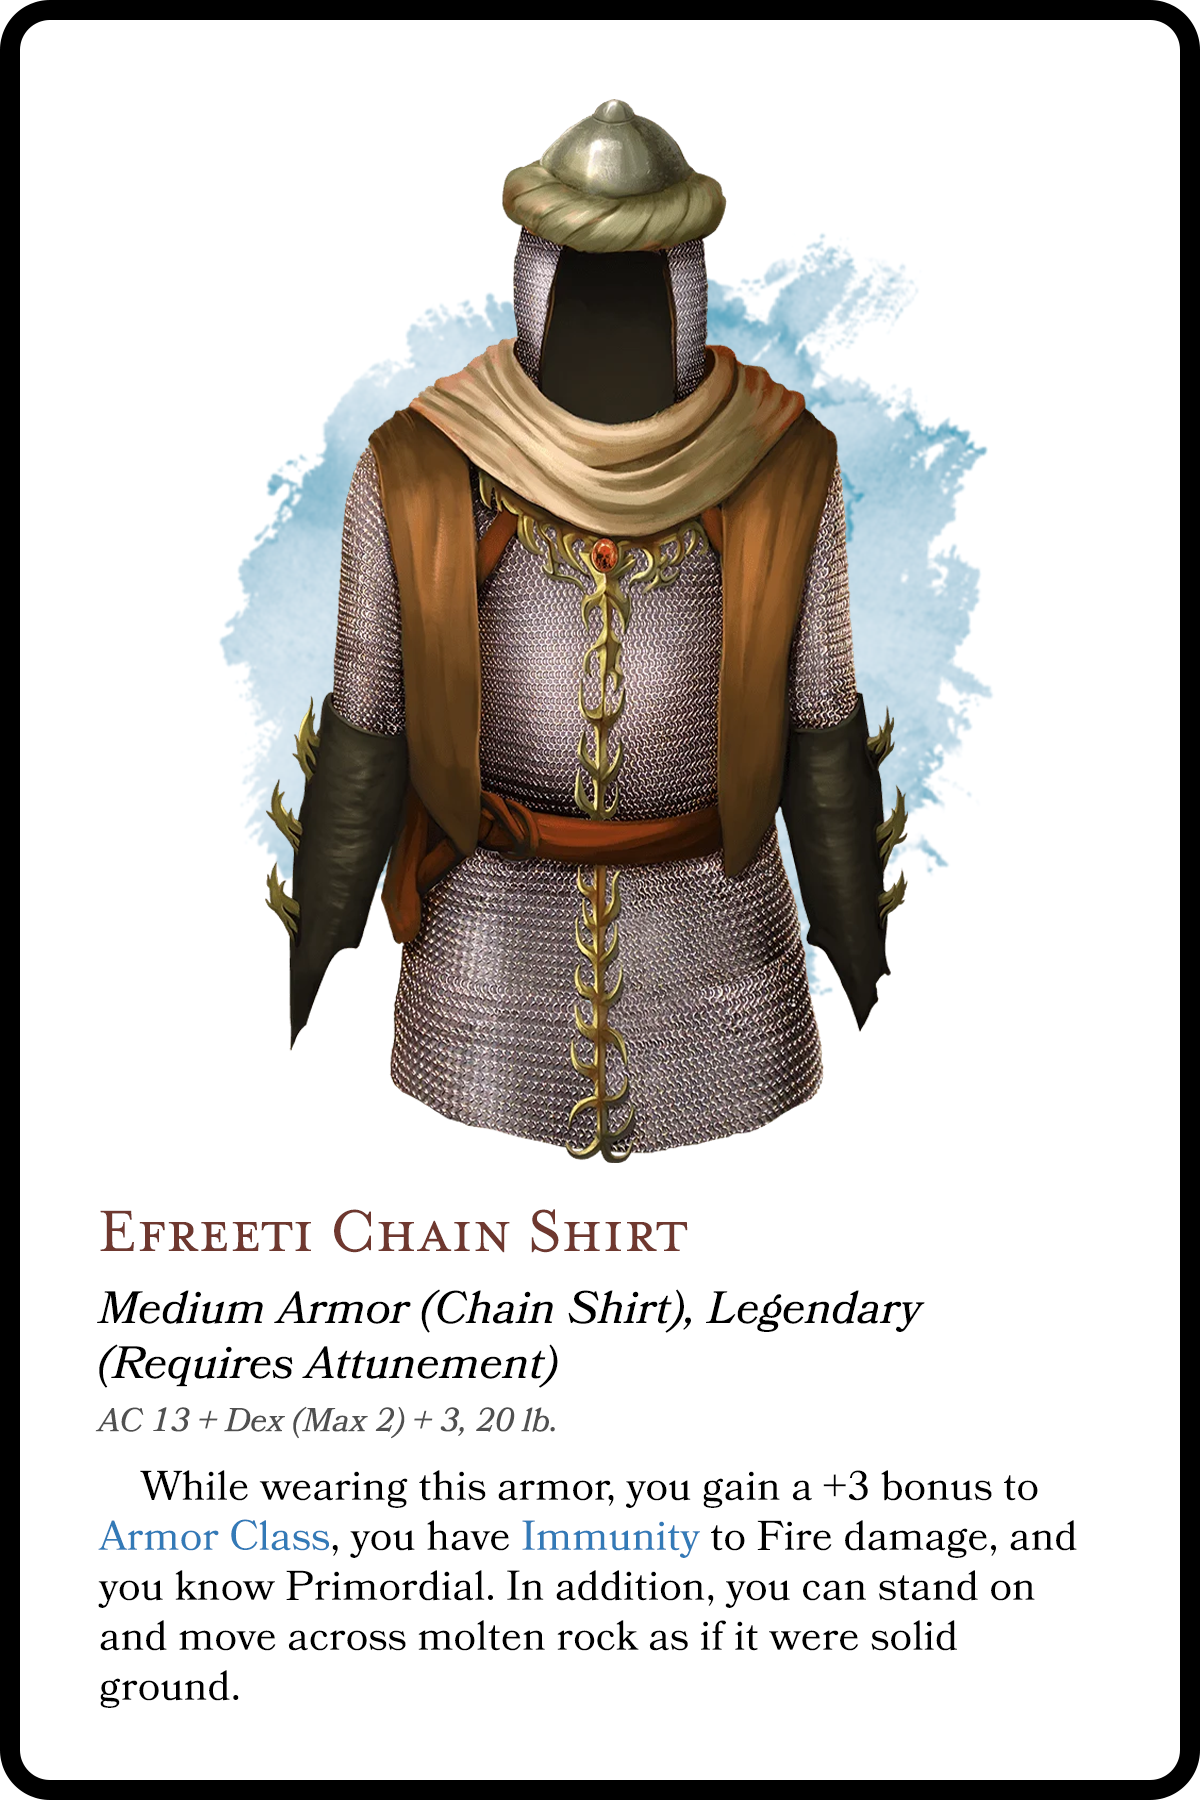 Efreeti Chain Shirt
Medium Armor (Chain Shirt), Legendary
(Requires Attunement)
AC 13 + Dex (Max 2) + 3, 20 lb.
While wearing this armor, you gain a +3 bonus to
Armor Class, you have Immunity to Fire damage, and
you know Primordial. In addition, you can stand on
and move across molten rock as if it were solid
ground.